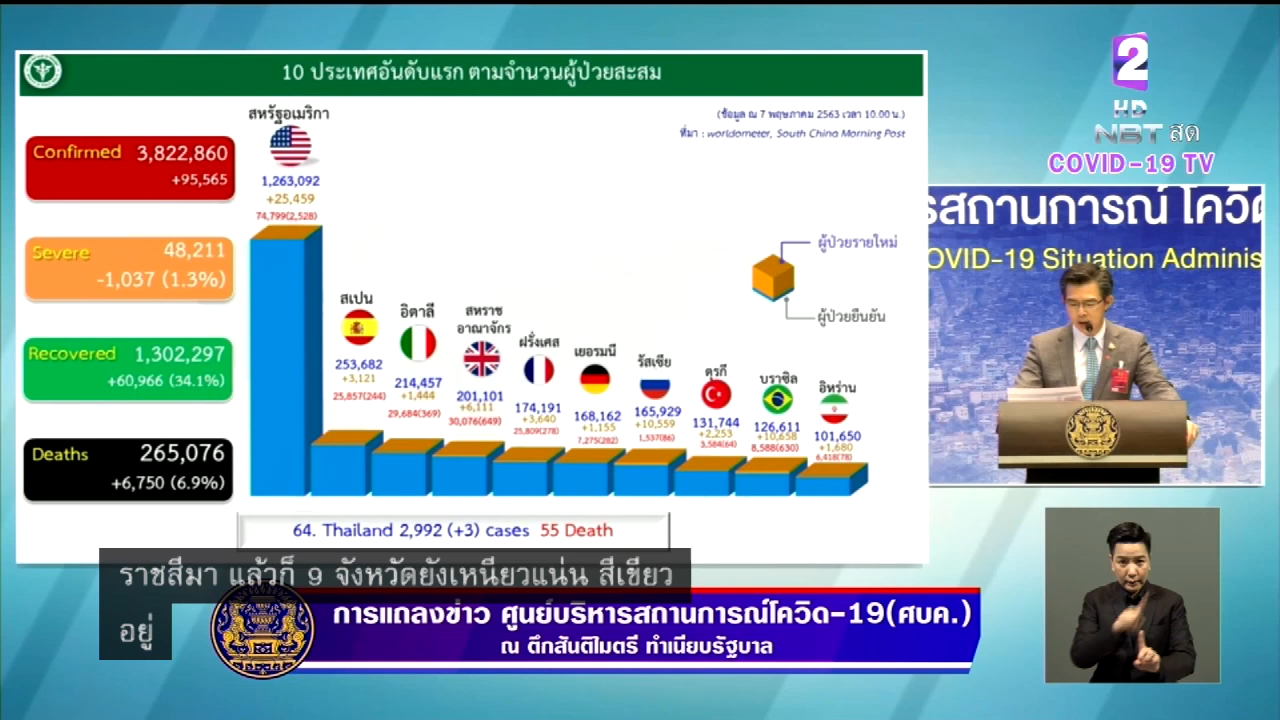 10 ประเทศอันดับแรก ตามจำนวนผู้ป่วยสะสม
(ข้อมูล ณ 7 พฤษภาคม 2563 เวลา 10.00 น.)
ที่มา : worldometer, South China Morning Post
Confirmed 3,822,860
+95,565
Severe 48,211
-1,037 (1.3%)
Recovered 1,302,297
+60,966 (34.1%)
Deaths 265,076
+6,750 (6.9%)
สหรัฐอเมริกา
1,263,092
+25,459
74,799(2,528)
สเปน
253,682
+3,121
25,857(244)
อิตาลี
214,457
+1,444
29,684(369)
สหราช
อาณาจักร
201,101
+6,111
30,076(649)
ฝรั่งเศส
174,191
+3,640
25,809(278)
เยอรมนี
168,162
+1,155
7,275(282)
รัสเซีย
165,929
+10,559
1,537(86)
ตุรกี
131,744
+2,253
3,584(64)
บราซิล
126,611
+10,658
8,588(630)
อิหร่าน
101,650
+1,680
6,418(78)
ผู้ป่วยรายใหม่
ผู้ป่วยยืนยัน
64. Thailand 2,992 (+3) cases 55 Death
2
HD
NBT สด
COVID-19 TV
รสถานการณ์ โควิด
OVID-19 Situation Adminis
ราชสีมา แล้วก็ 9 จังหวัดยังเหนียวแน่น สีเขียว
อยู่
การแถลงข่าว ศูนย์บริหารสถานการณ์โควิด-19(ศบค.)
ณ ตึกสันติไมตรี ทำเนียบรัฐบาล